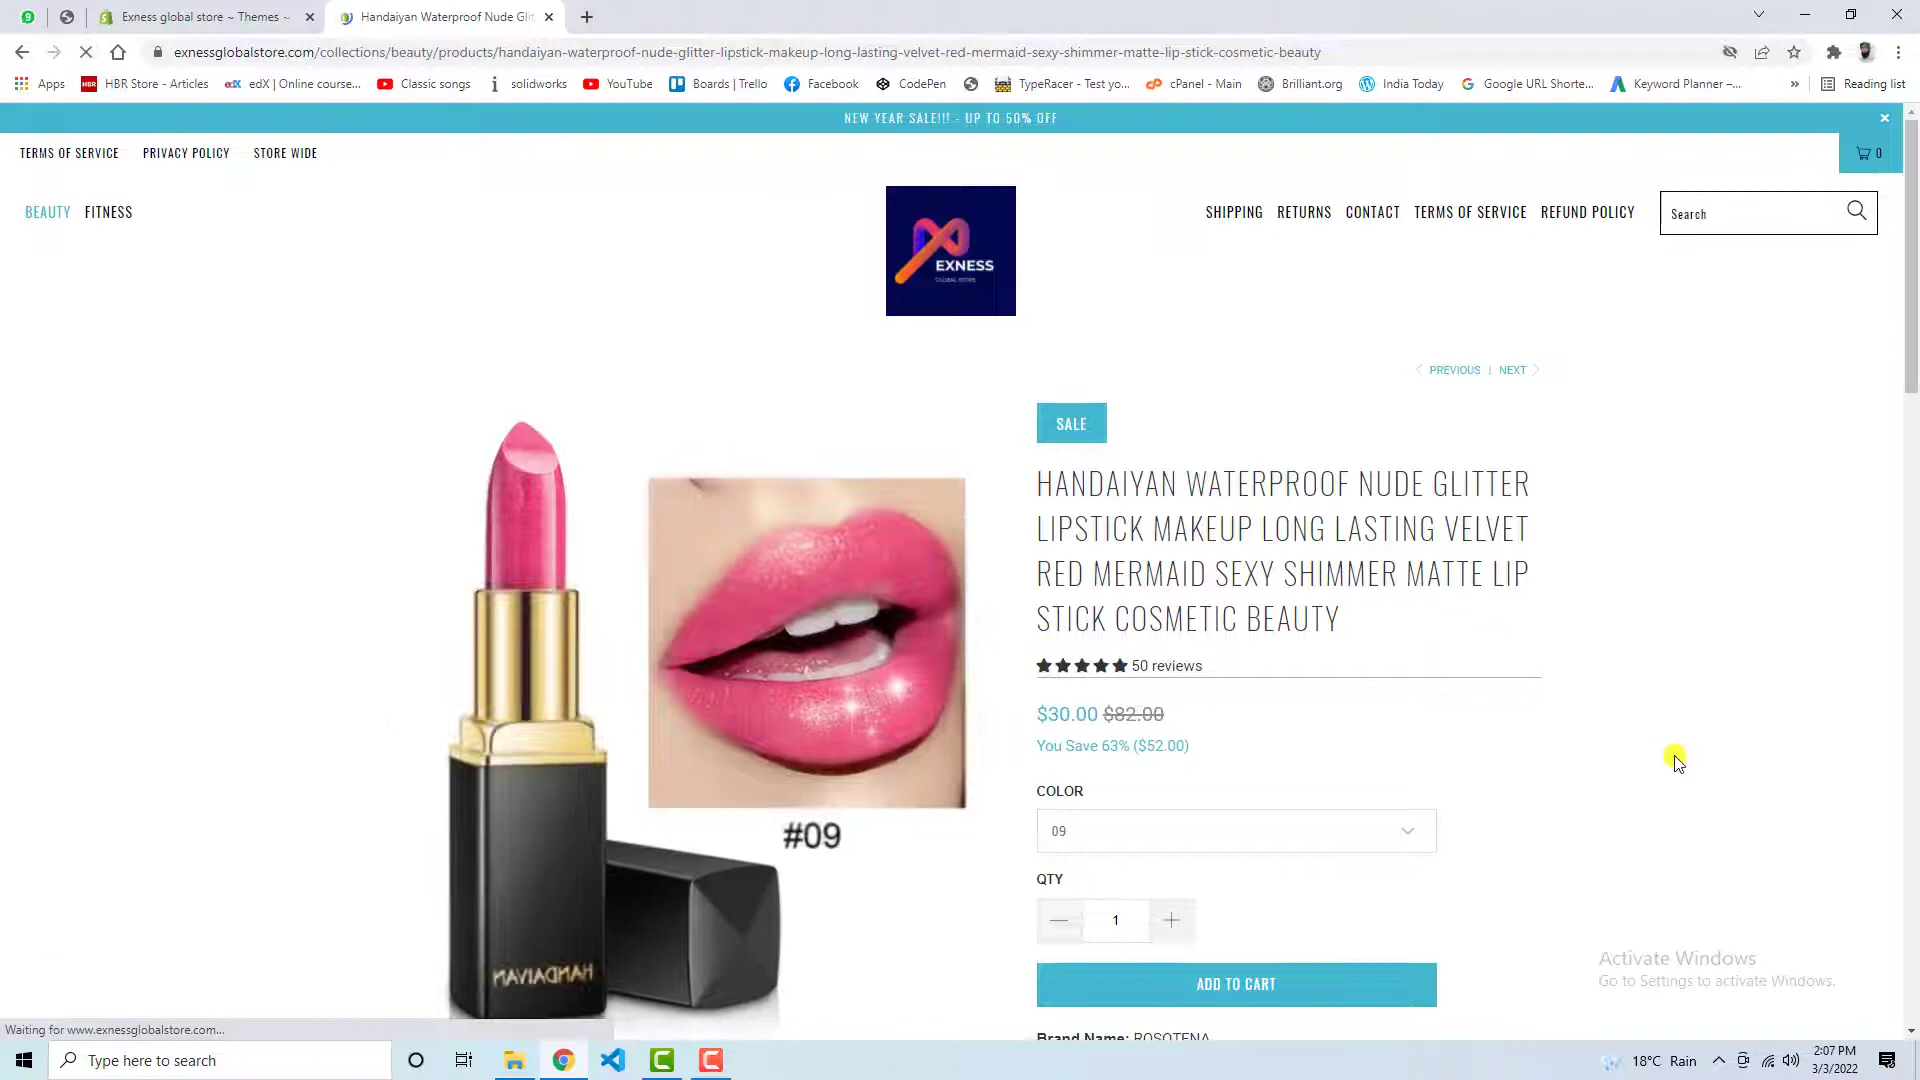 Exness global store ~ Themes ~
Handaiyan Waterproof Nude Glit
exnessglobalstore.com/collections/beauty/products/handaiyan-waterproof-nude-glitter-lipstick-makeup-long-lasting-velvet-red-mermaid-sexy-shimmer-matte-lip-stick-cosmetic-beauty
Apps HBR Store - Articles edX | Online course... Classic songs solidworks YouTube Boards | Trello Facebook CodePen TypeRacer - Test yo... cPanel - Main Brilliant.org India Today Google URL Shorte... Keyword Planner –... » Reading list
NEW YEAR SALE!!! - UP TO 50% OFF
TERMS OF SERVICE PRIVACY POLICY STORE WIDE
0
BEAUTY FITNESS
SHIPPING RETURNS CONTACT TERMS OF SERVICE REFUND POLICY
Search
EXNESS
GLOBAL STORE
PREVIOUS | NEXT
SALE
HANDAIYAN WATERPROOF NUDE GLITTER
LIPSTICK MAKEUP LONG LASTING VELVET
RED MERMAID SEXY SHIMMER MATTE LIP
STICK COSMETIC BEAUTY
50 reviews
$30.00 $82.00
You Save 63% ($52.00)
COLOR
09
QTY
1
ADD TO CART
Brand Name: ROSOTENA
#09
HANDAIYAN
Activate Windows
Go to Settings to activate Windows.
Waiting for www.exnessglobalstore.com...
Type here to search
18°C Rain
2:07 PM
3/3/2022